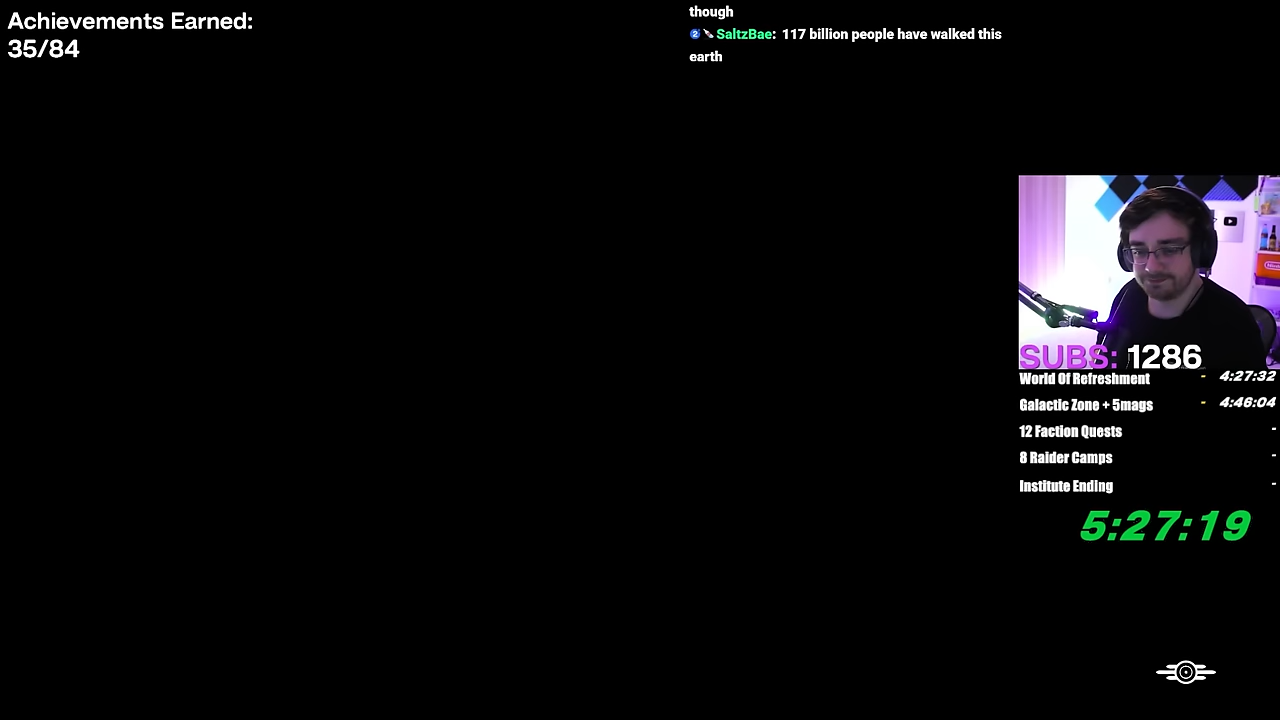 Achievements Earned:
35/84
though
2 SaltzBae: 117 billion people have walked this
earth
SUBS: 1286
World Of Refreshment - 4:27:32
Galactic Zone + 5mags - 4:46:04
12 Faction Quests -
8 Raider Camps -
Institute Ending -
5:27:19